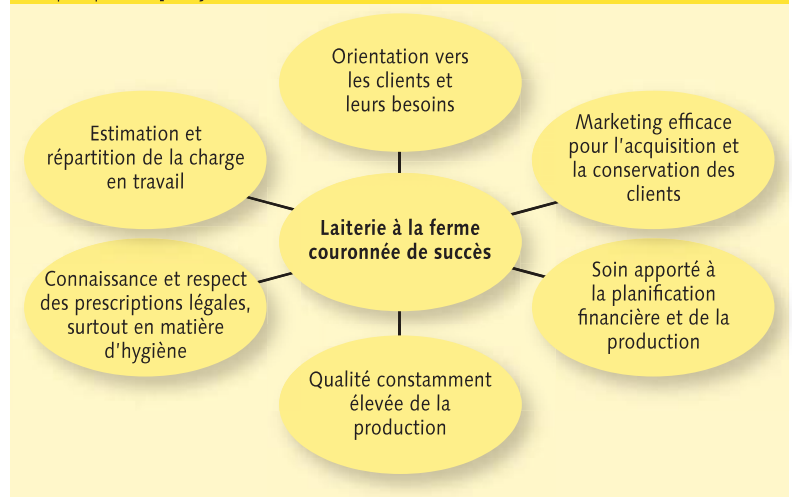 Orientation vers
les clients et
leurs besoins
Estimation et
répartition de la charge
en travail
Marketing efficace
pour l'acquisition et
la conservation des
clients
Laiterie à la ferme
couronnée de succès
Connaissance et respect
des prescriptions légales,
surtout en matière
d'hygiène
Soin apporté à
la planification
financière et de la
production
Qualité constamment
élevée de la
production